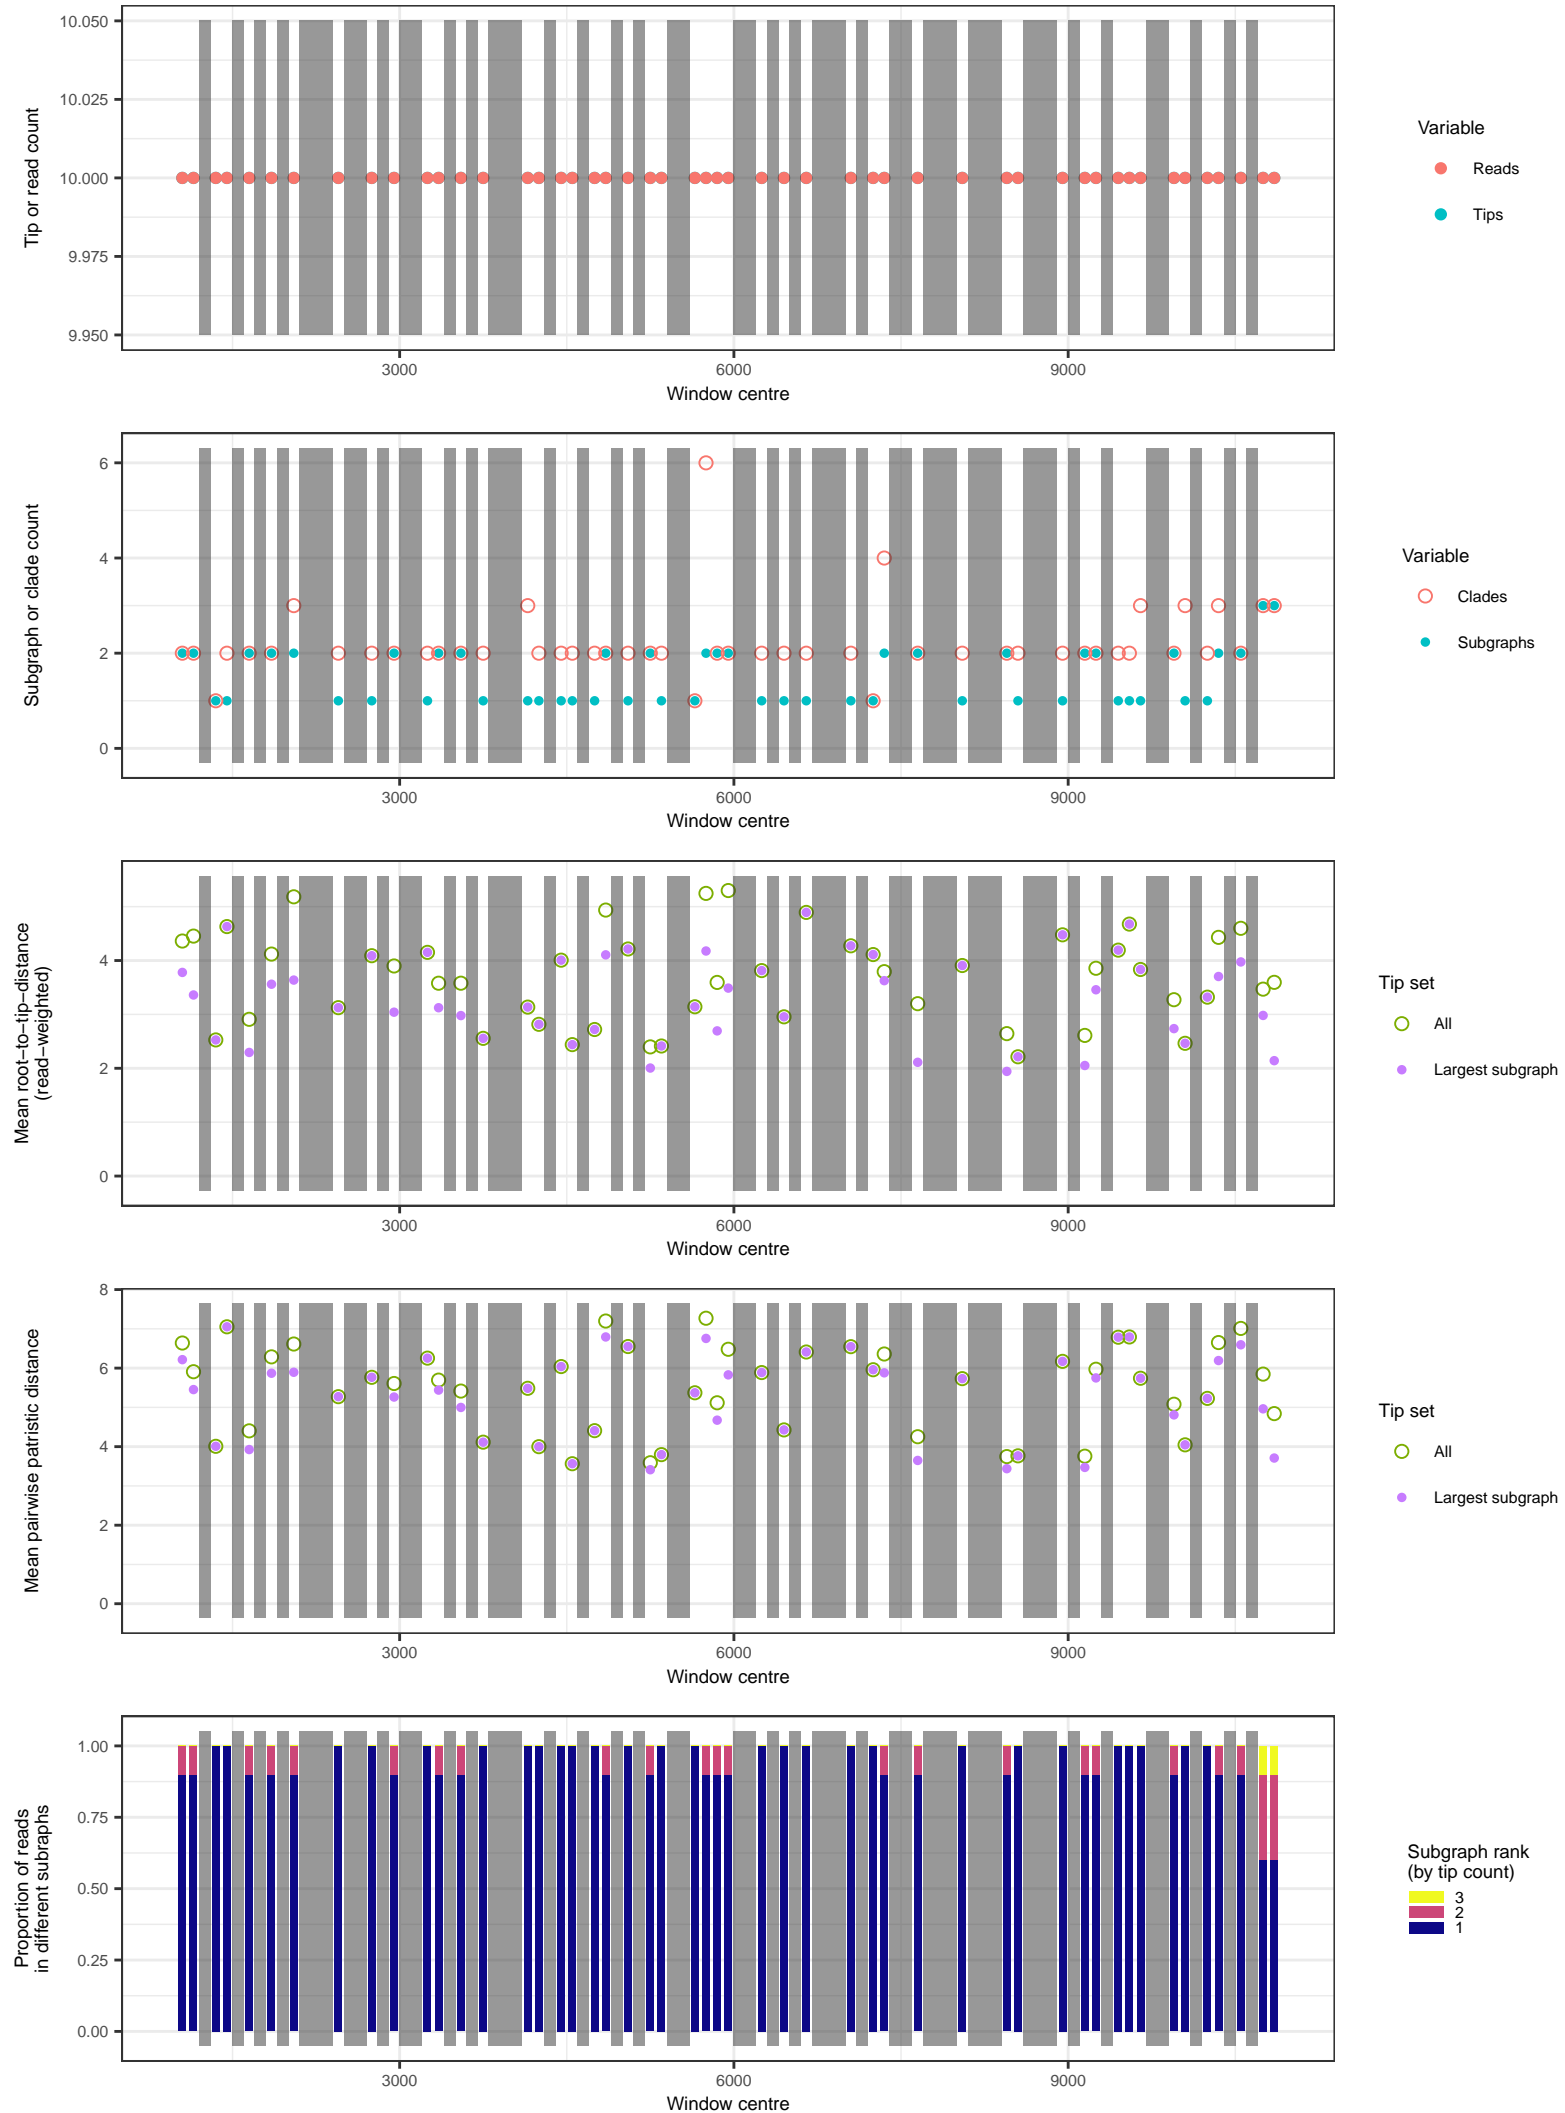 10.050
10.025
10.000
9.975
9.950
Tip or read count
3000
6000
9000
Window centre
Variable
Reads
Tips
6
4
2
0
Subgraph or clade count
3000
6000
9000
Window centre
Variable
Clades
Subgraphs
4
2
0
Mean root−to−tip−distance
(read−weighted)
3000
6000
9000
Window centre
Tip set
All
Largest subgraph
8
6
4
2
0
Mean pairwise patristic distance
3000
6000
9000
Window centre
Tip set
All
Largest subgraph
1.00
0.75
0.50
0.25
0.00
Proportion of reads
in different subraphs
3000
6000
9000
Window centre
Subgraph rank
(by tip count)
3
2
1